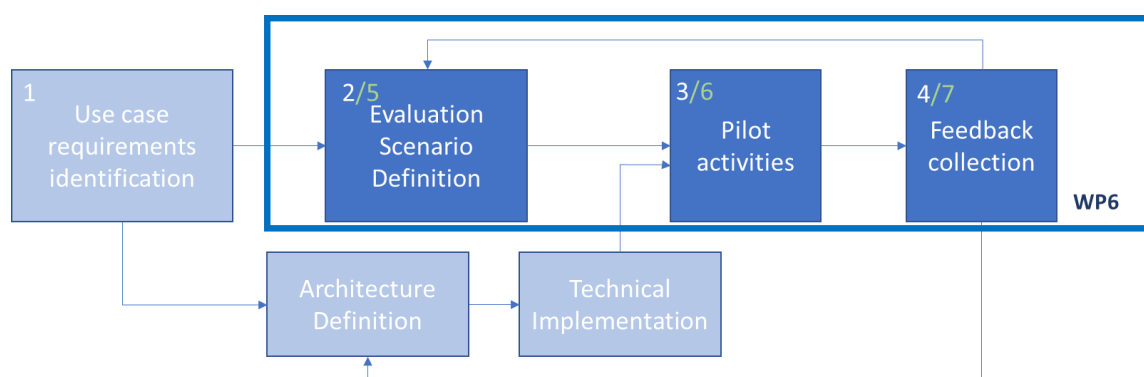 1
Use case
requirements
identification
2/5
Evaluation
Scenario
Definition
3/6
Pilot
activities
4/7
Feedback
collection
WP6
Architecture
Definition
Technical
Implementation